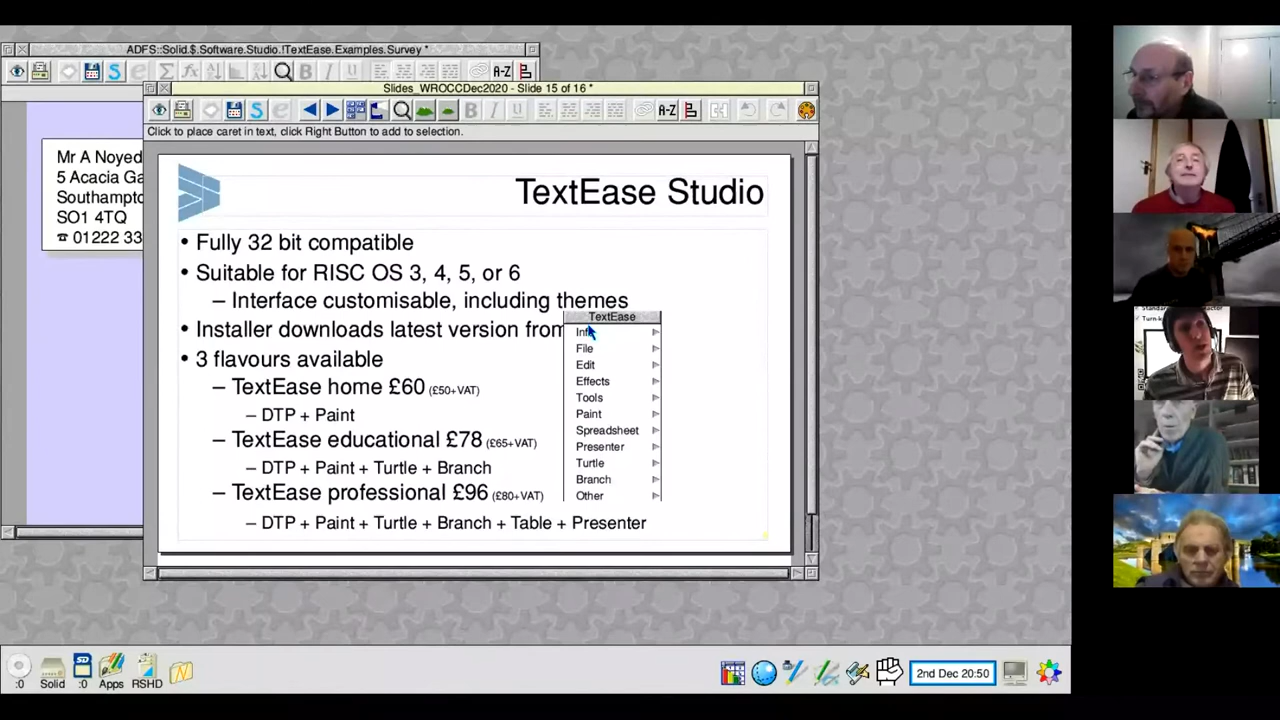 ADFS::Solid.$.Software.Studio.!TextEase.Examples.Survey *
Slides_WROCCDec2020 - Slide 15 of 16 *
Click to place caret in text, click Right Button to add to selection.
Mr A Noyed
5 Acacia Ga
Southampto
SO1 4TQ
☎ 01222 33
TextEase Studio
• Fully 32 bit compatible
• Suitable for RISC OS 3, 4, 5, or 6
– Interface customisable, including themes
• Installer downloads latest version from
• 3 flavours available
– TextEase home £60 (£50+VAT)
– DTP + Paint
– TextEase educational £78 (£65+VAT)
– DTP + Paint + Turtle + Branch
– TextEase professional £96 (£80+VAT)
– DTP + Paint + Turtle + Branch + Table + Presenter
TextEase
Info
File
Edit
Effects
Tools
Paint
Spreadsheet
Presenter
Turtle
Branch
Other
:0 Solid :0 Apps RSHD
2nd Dec 20:50